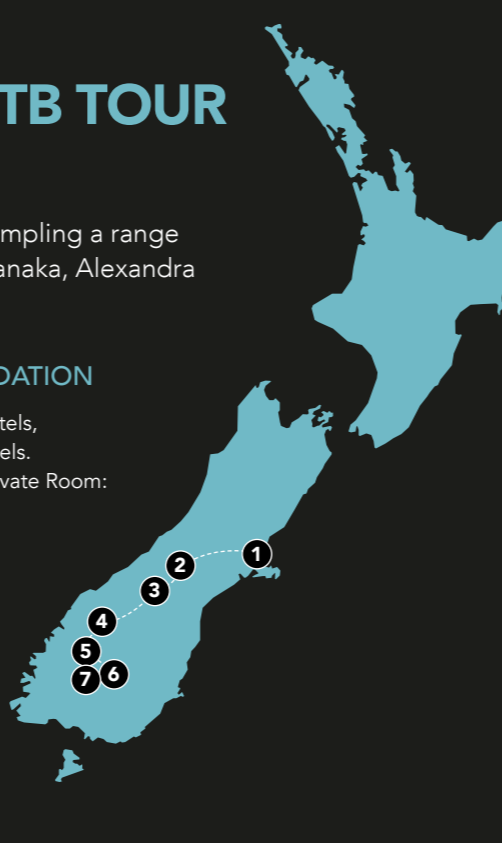 TB TOUR
mpling a range
anaka, Alexandra
DATION
tels,
els.
vate Room:
1
2
3
4
5
6
7